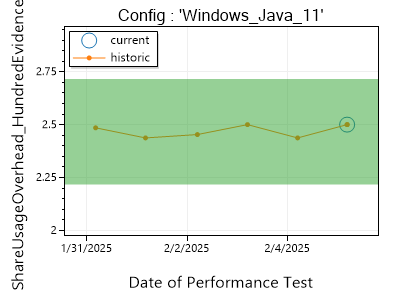 Config : 'Windows_Java_11'
current
historic
ShareUsageOverhead_HundredEvidence
2.75
2.5
2.25
2
1/31/2025
2/2/2025
2/4/2025
Date of Performance Test